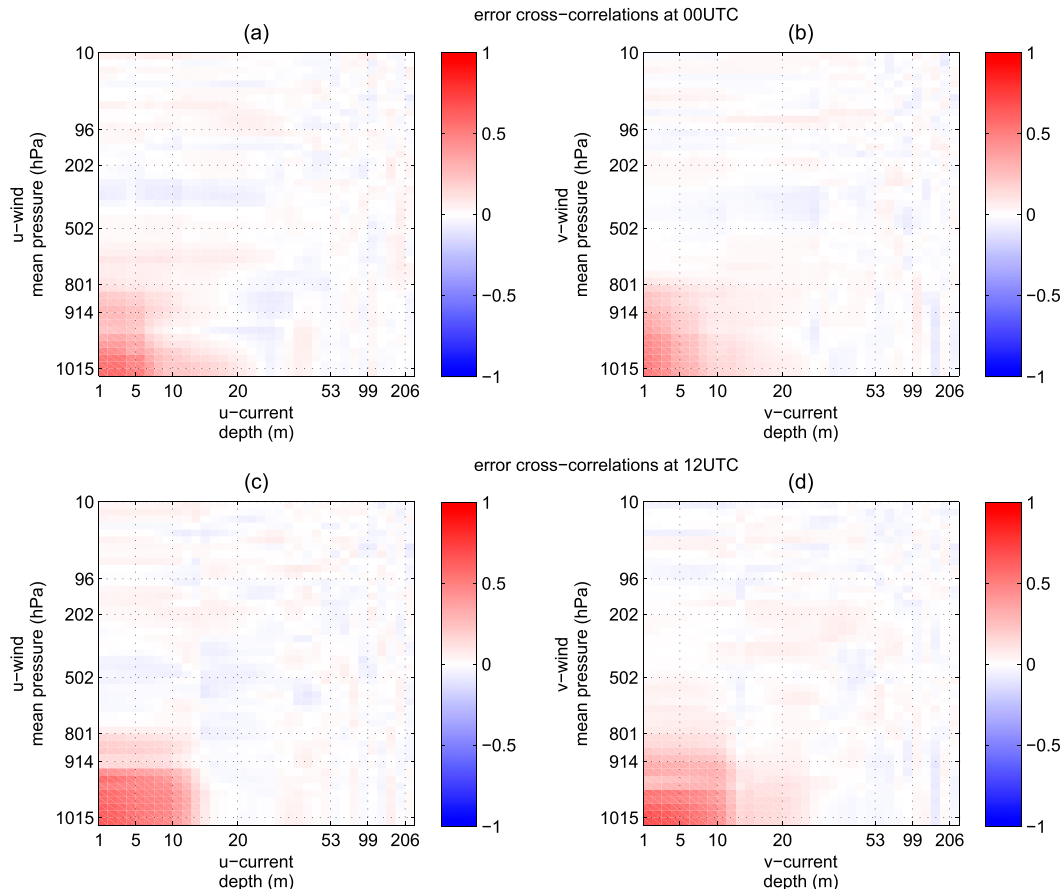 error cross−correlations at 00UTC
(a)
10
96
202
502
801
914
1015
u−wind
mean pressure (hPa)
1 5 10 20 53 99 206
u−current
depth (m)
1
0.5
0
−0.5
−1
(b)
10
96
202
502
801
914
1015
v−wind
mean pressure (hPa)
1 5 10 20 53 99 206
v−current
depth (m)
1
0.5
0
−0.5
−1
error cross−correlations at 12UTC
(c)
10
96
202
502
801
914
1015
u−wind
mean pressure (hPa)
1 5 10 20 53 99 206
u−current
depth (m)
1
0.5
0
−0.5
−1
(d)
10
96
202
502
801
914
1015
v−wind
mean pressure (hPa)
1 5 10 20 53 99 206
v−current
depth (m)
1
0.5
0
−0.5
−1